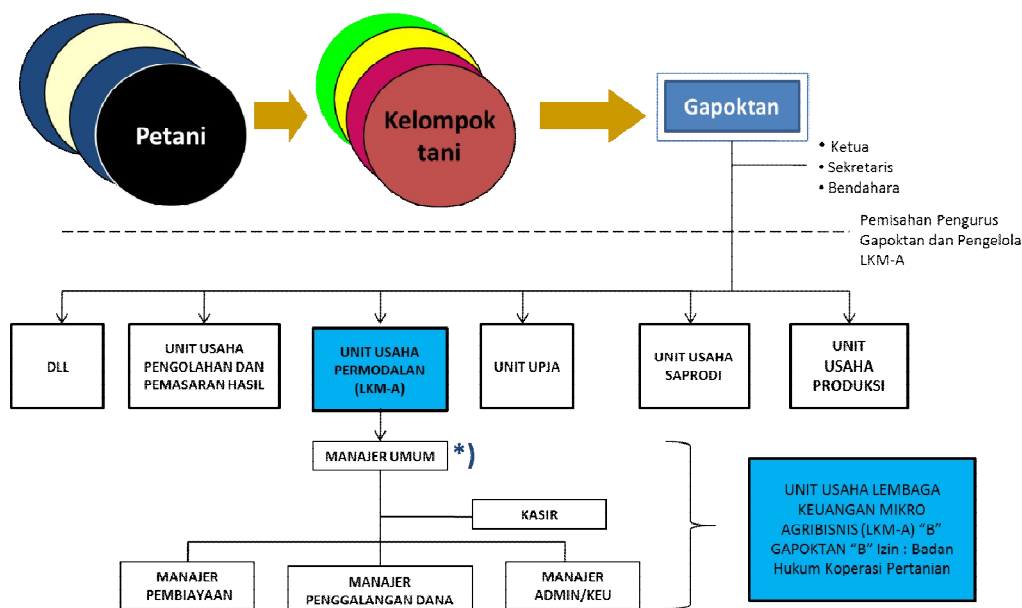 Petani
Kelompok
tani
Gapoktan
• Ketua
• Sekretaris
• Bendahara
Pemisahan Pengurus
Gapoktan dan Pengelola
LKM-A
DLL
UNIT USAHA
PENGOLAHAN DAN
PEMASARAN HASIL
UNIT USAHA
PERMODALAN
(LKM-A)
UNIT UPJA
UNIT USAHA
SAPRODI
UNIT
USAHA
PRODUKSI
MANAJER UMUM
*)
KASIR
MANAJER
PEMBIAYAAN
MANAJER
PENGGALANGAN DANA
MANAJER
ADMIN/KEU
UNIT USAHA LEMBAGA
KEUANGAN MIKRO
AGRIBISNIS (LKM-A) “B”
GAPOKTAN “B” Izin : Badan
Hukum Koperasi Pertanian